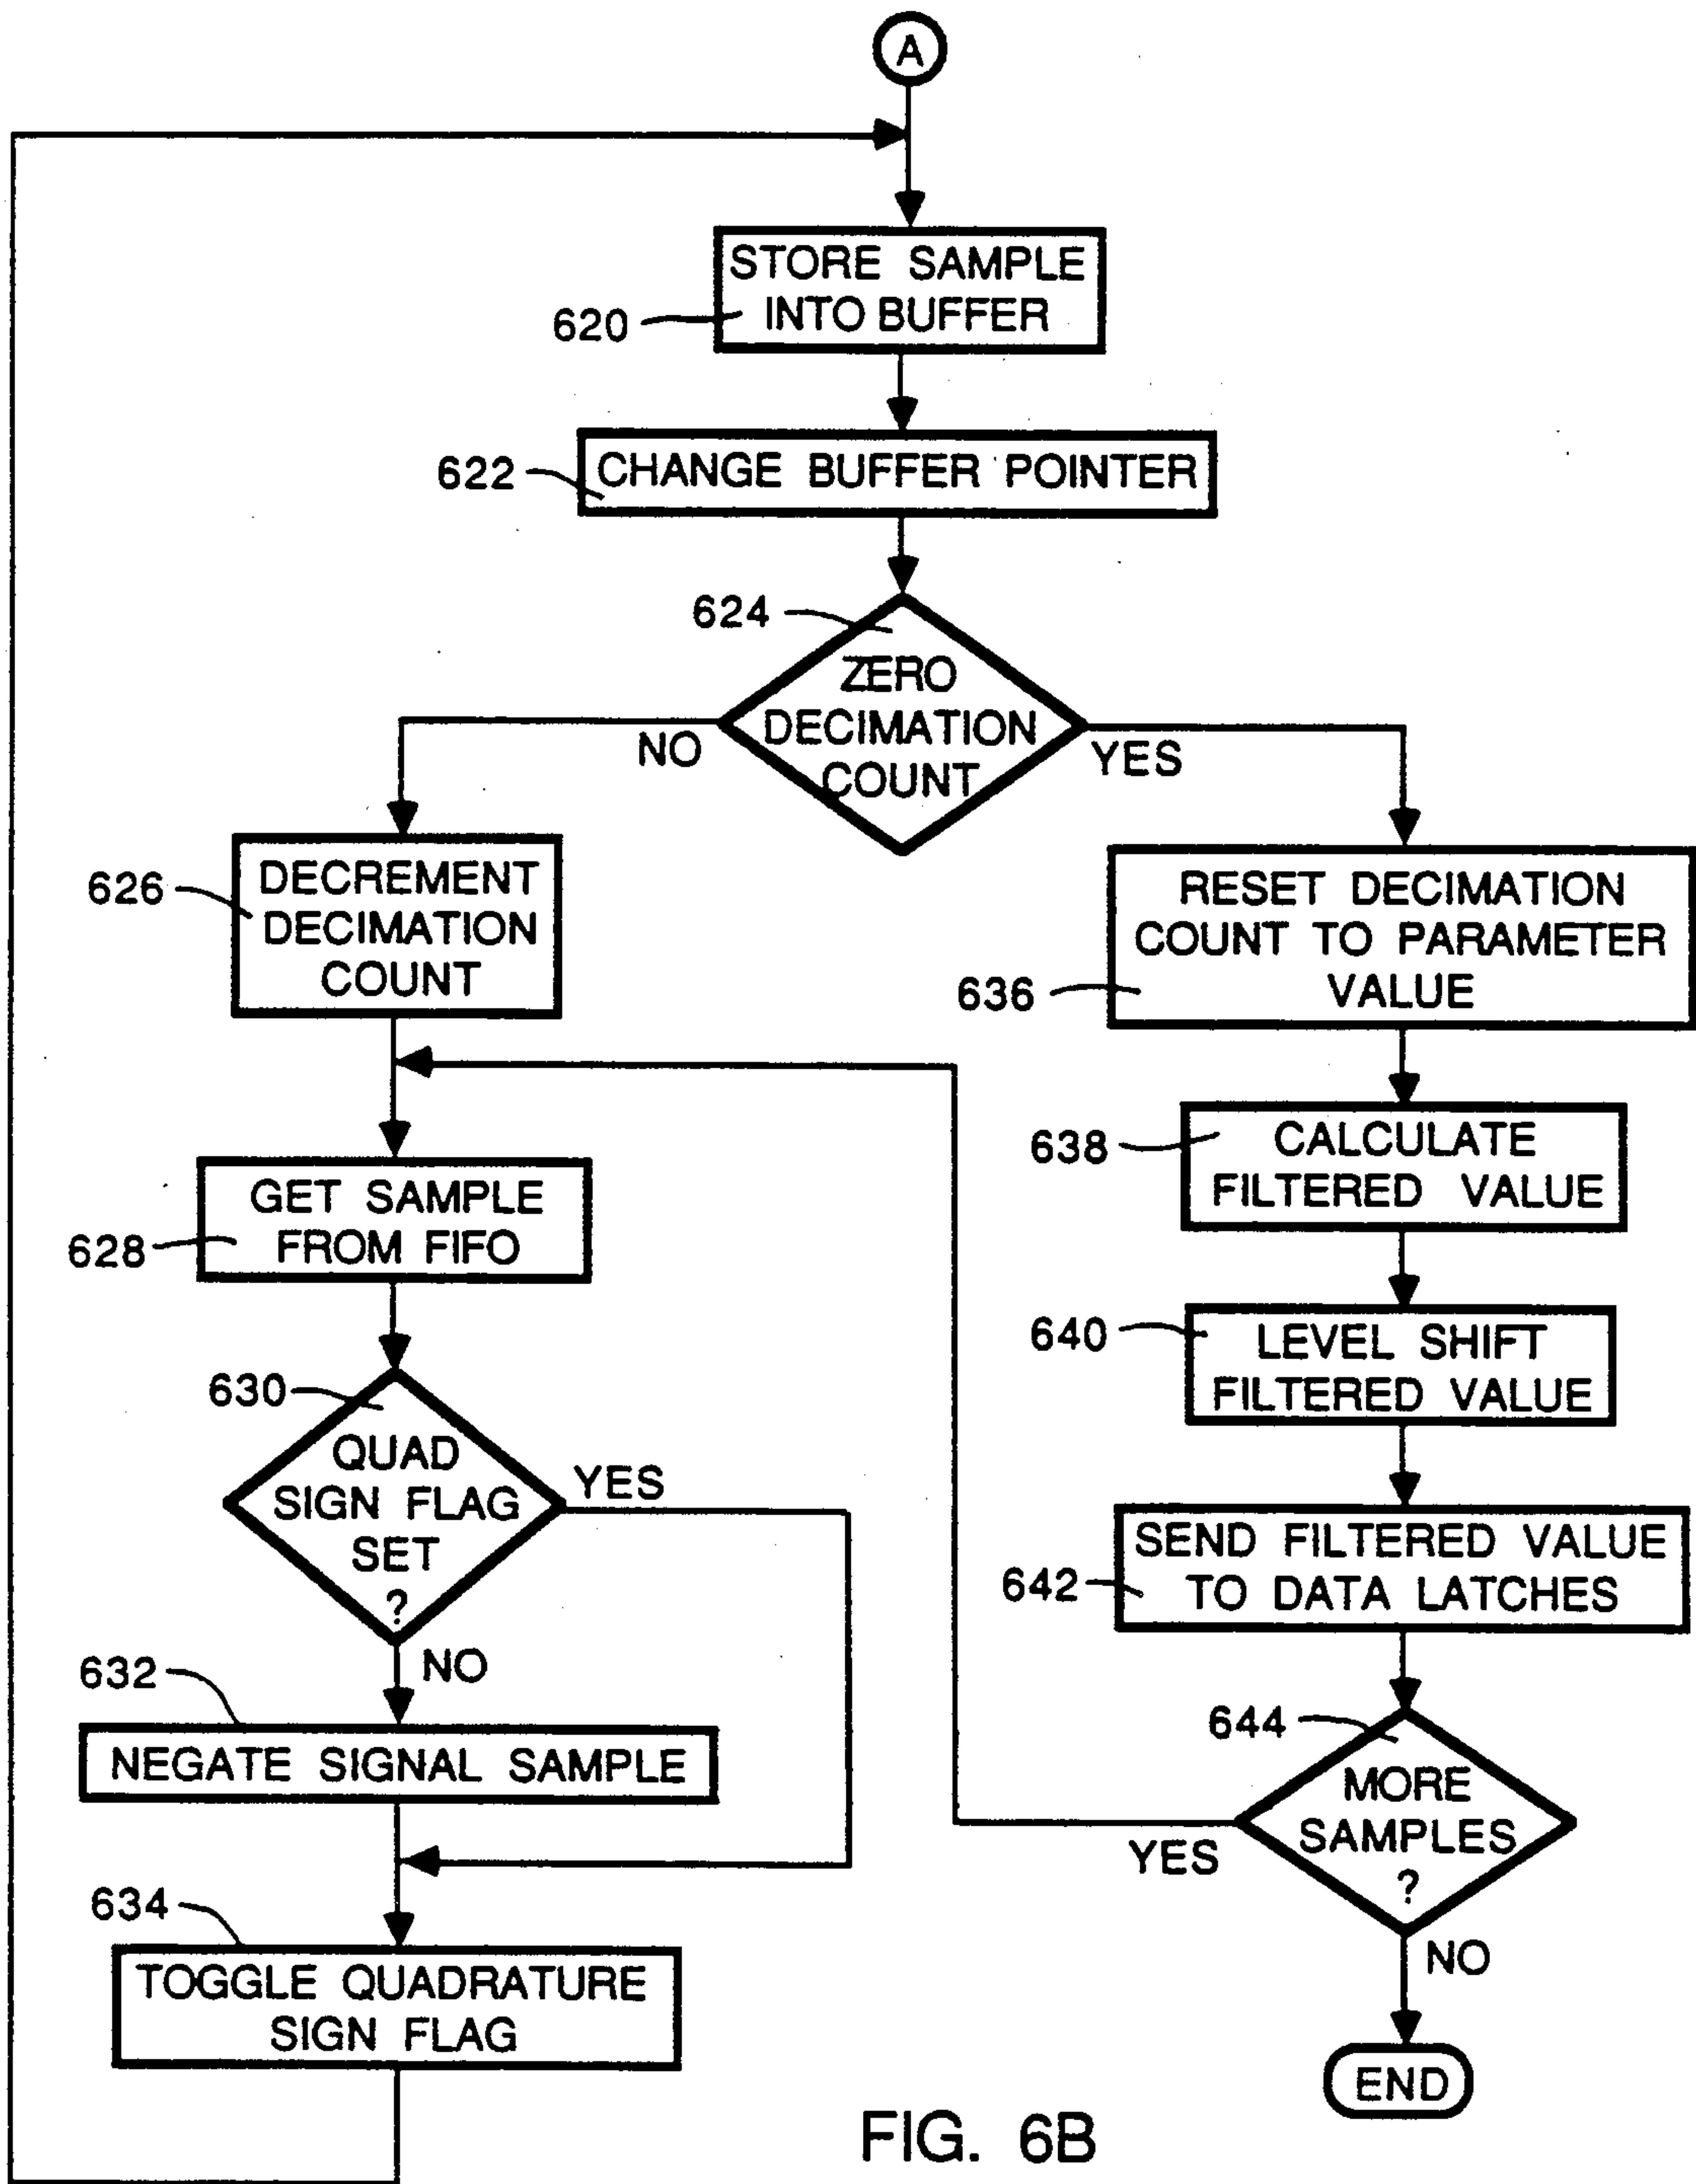 A
STORE SAMPLE
INTO BUFFER
620
CHANGE BUFFER POINTER
622
624
ZERO
DECIMATION
COUNT
NO
YES
DECREMENT
DECIMATION
COUNT
626
RESET DECIMATION
COUNT TO PARAMETER
VALUE
636
GET SAMPLE
FROM FIFO
628
CALCULATE
FILTERED VALUE
638
LEVEL SHIFT
FILTERED VALUE
640
630
QUAD
SIGN FLAG
SET
?
YES
NO
SEND FILTERED VALUE
TO DATA LATCHES
642
632
NEGATE SIGNAL SAMPLE
644
MORE
SAMPLES
?
YES
NO
634
TOGGLE QUADRATURE
SIGN FLAG
END
FIG. 6B